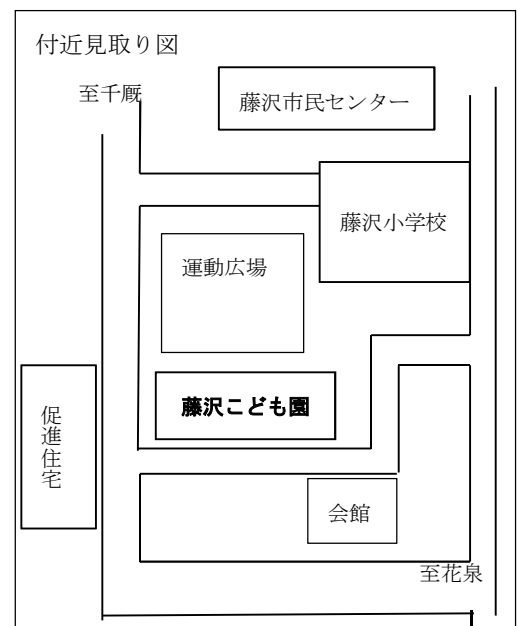 付近見取り図
至千厩
藤沢市民センター
藤沢小学校
運動広場
藤沢こども園
促進住宅
会館
至花泉